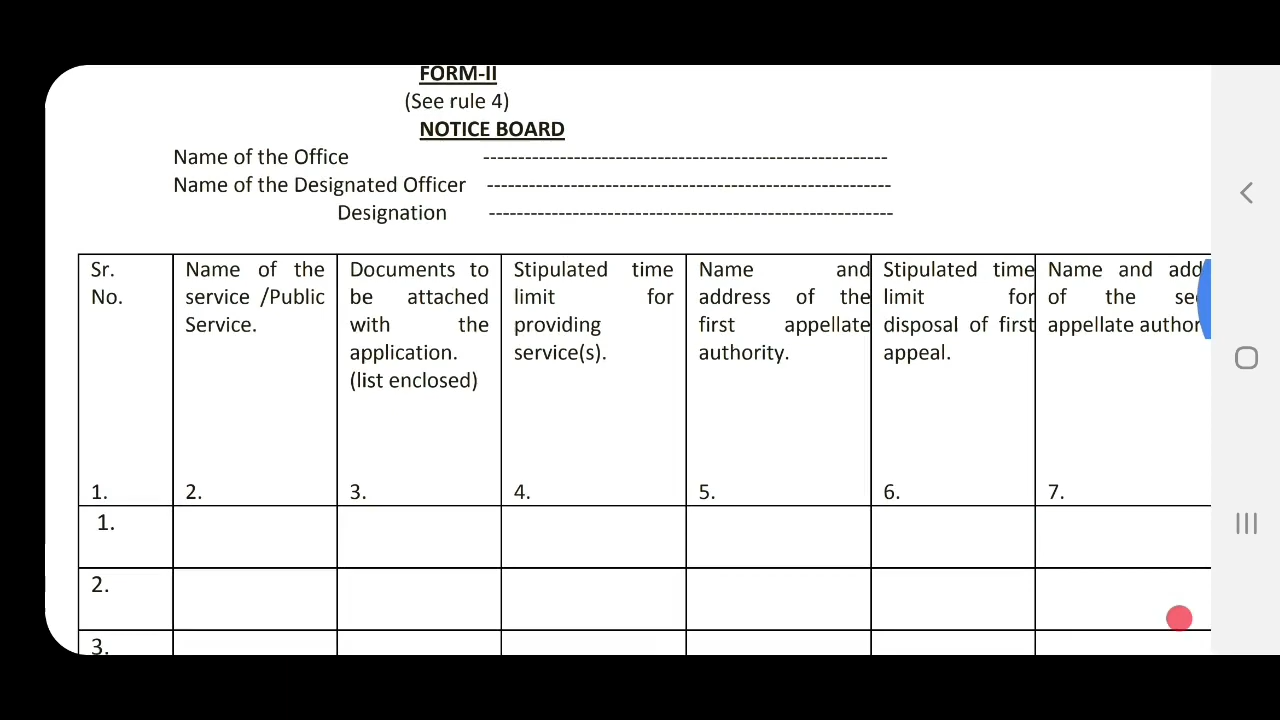 FORM-II
(See rule 4)
NOTICE BOARD
Name of the Office ----------------------------------------------------------
Name of the Designated Officer ----------------------------------------------------------
Designation ----------------------------------------------------------
Sr.
No.
1.
Name of the
service /Public
Service.
2.
Documents to
be attached
with the
application.
(list enclosed)
3.
Stipulated time
limit for
providing
service(s).
4.
Name and
address of the
first appellate
authority.
5.
Stipulated time
limit for
disposal of first
appeal.
6.
Name and
of the
appellate
7.
1.
2.
3.